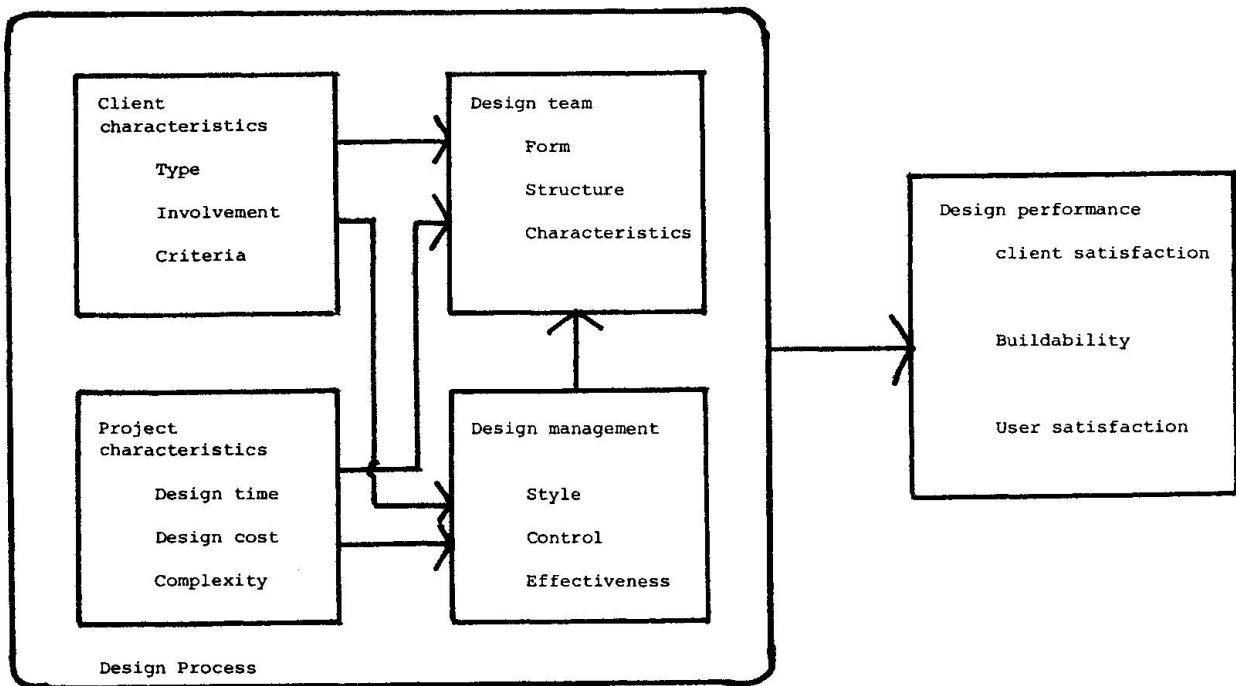 Client
characteristics
Type
Involvement
Criteria
Design team
Form
Structure
Characteristics
Project
characteristics
Design time
Design cost
Complexity
Design management
Style
Control
Effectiveness
Design Process
Design performance
client satisfaction
Buildability
User satisfaction